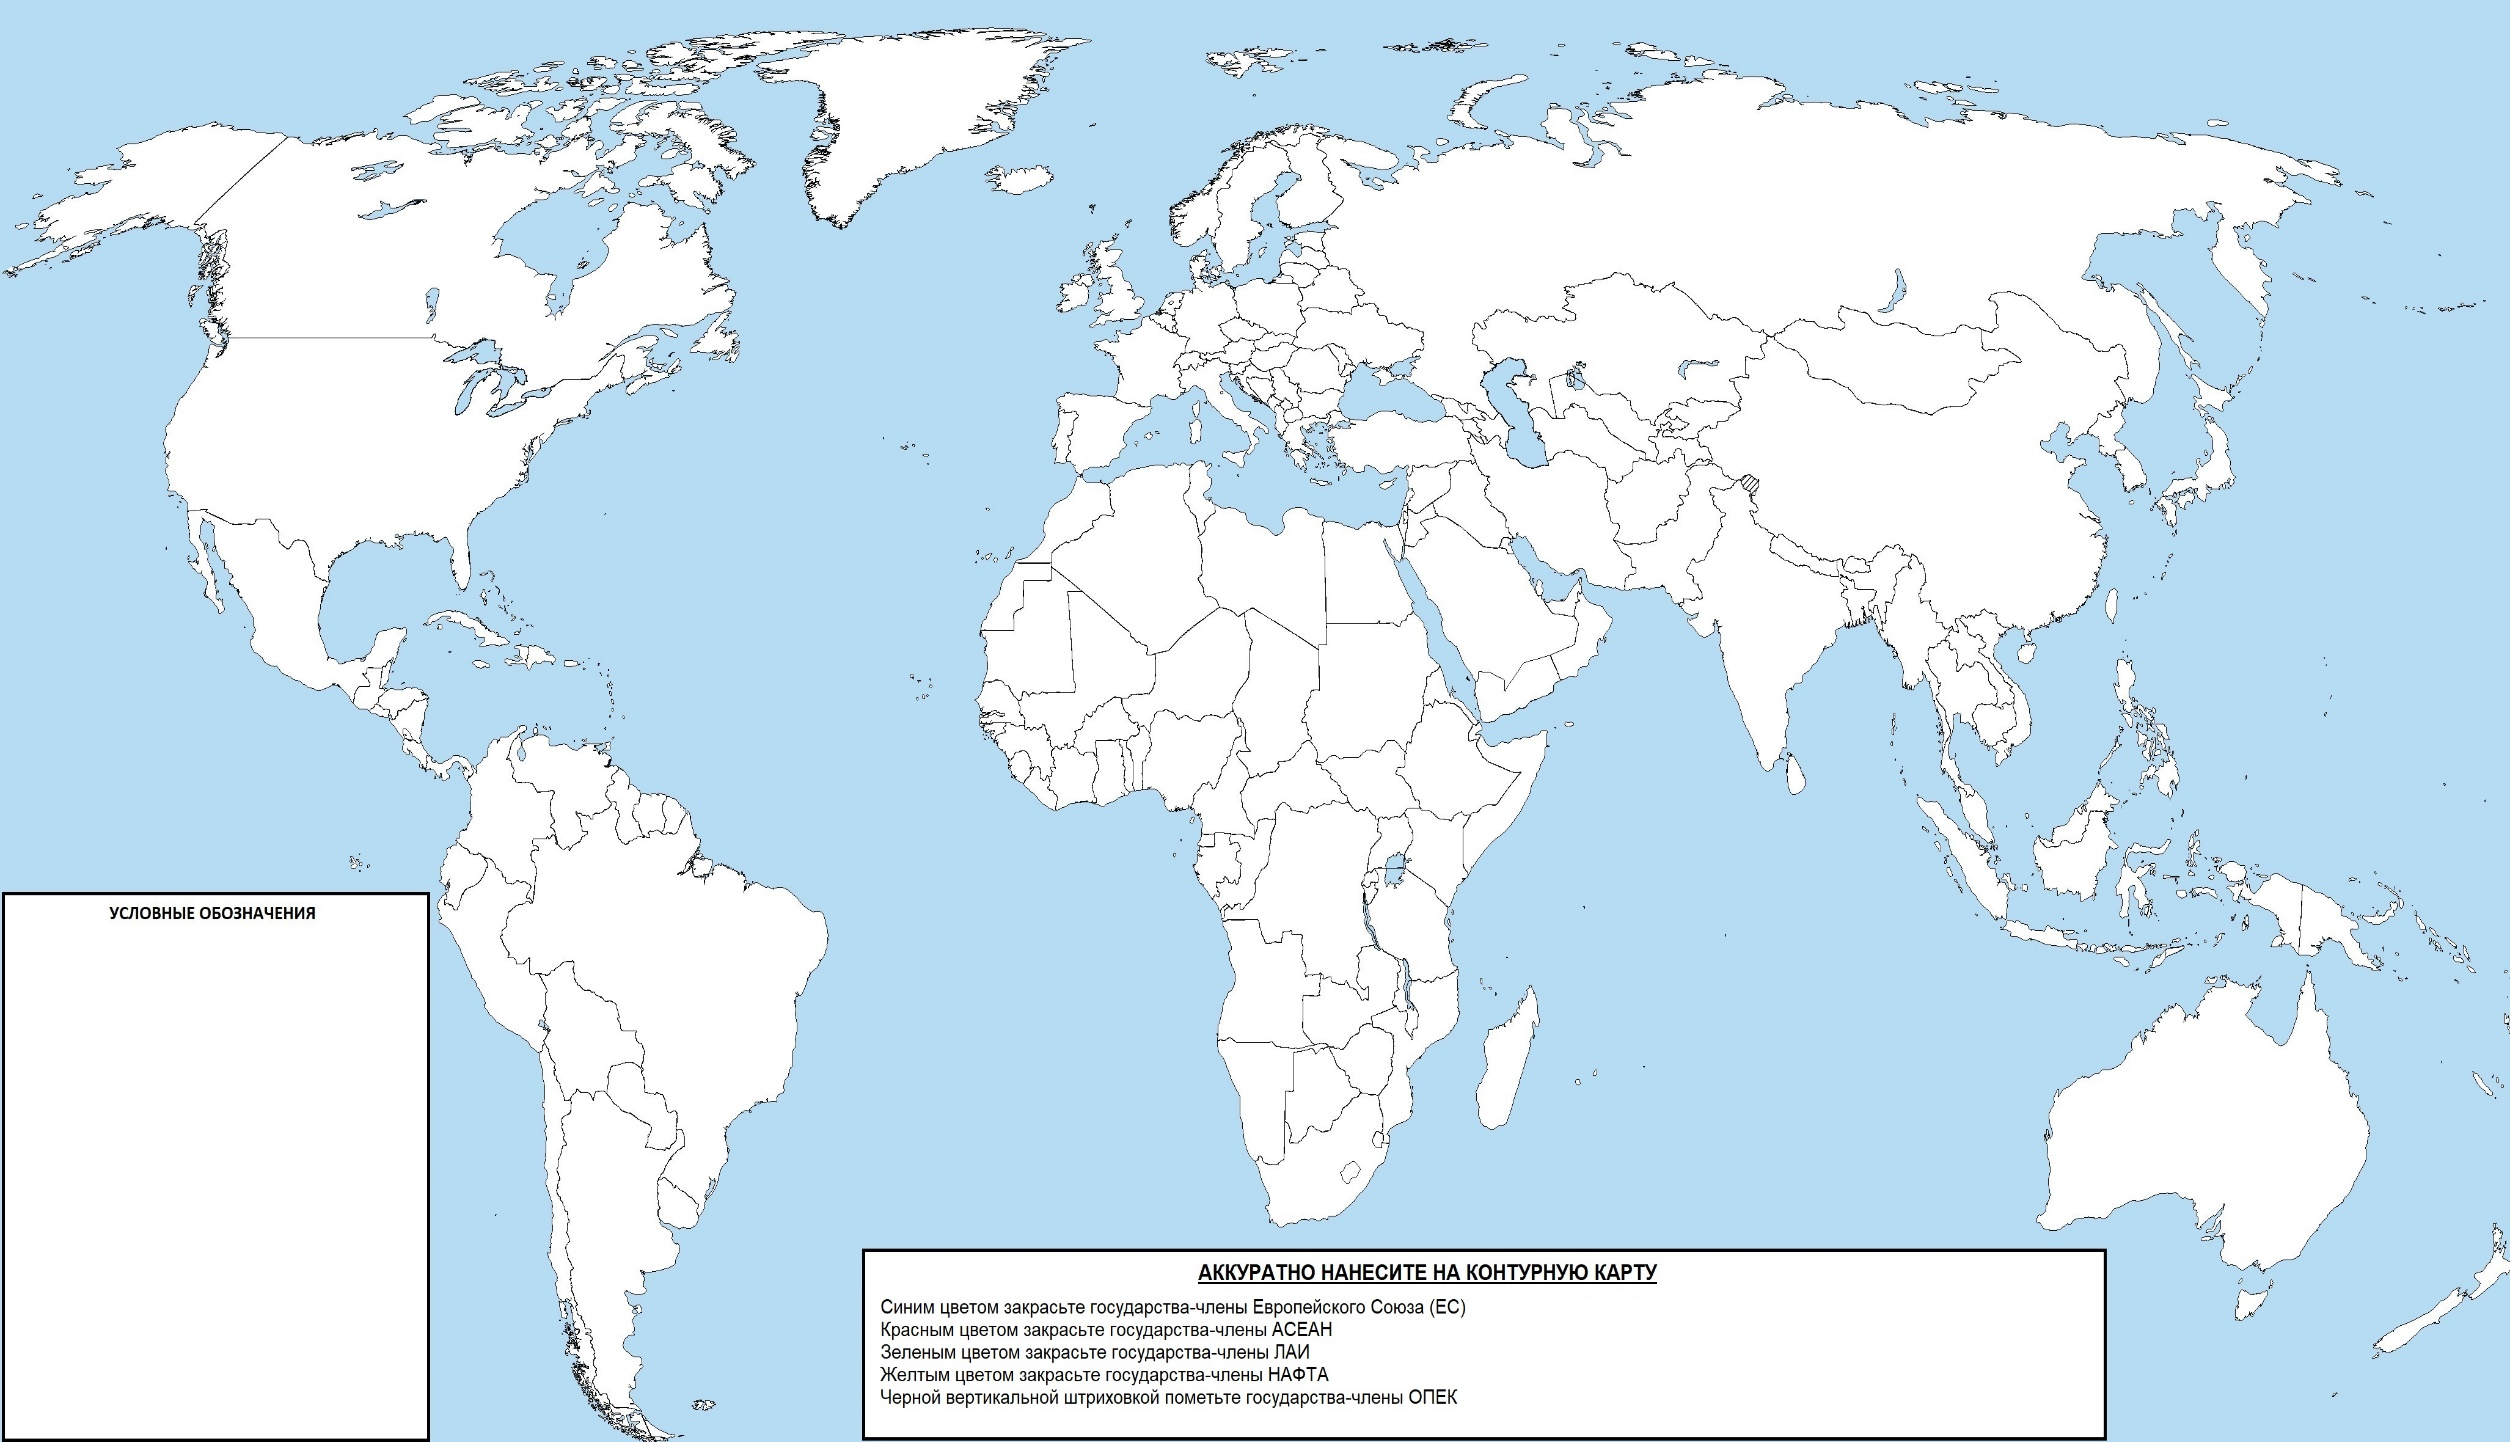 УСЛОВНЫЕ ОБОЗНАЧЕНИЯ
АККУРАТНО НАНЕСИТЕ НА КОНТУРНУЮ КАРТУ
Синим цветом закрасьте государства-члены Европейского Союза (ЕС)
Красным цветом закрасьте государства-члены АСЕАН
Зеленым цветом закрасьте государства-члены ЛАИ
Желтым цветом закрасьте государства-члены НАФТА
Черной вертикальной штриховкой пометьте государства-члены ОПЕК